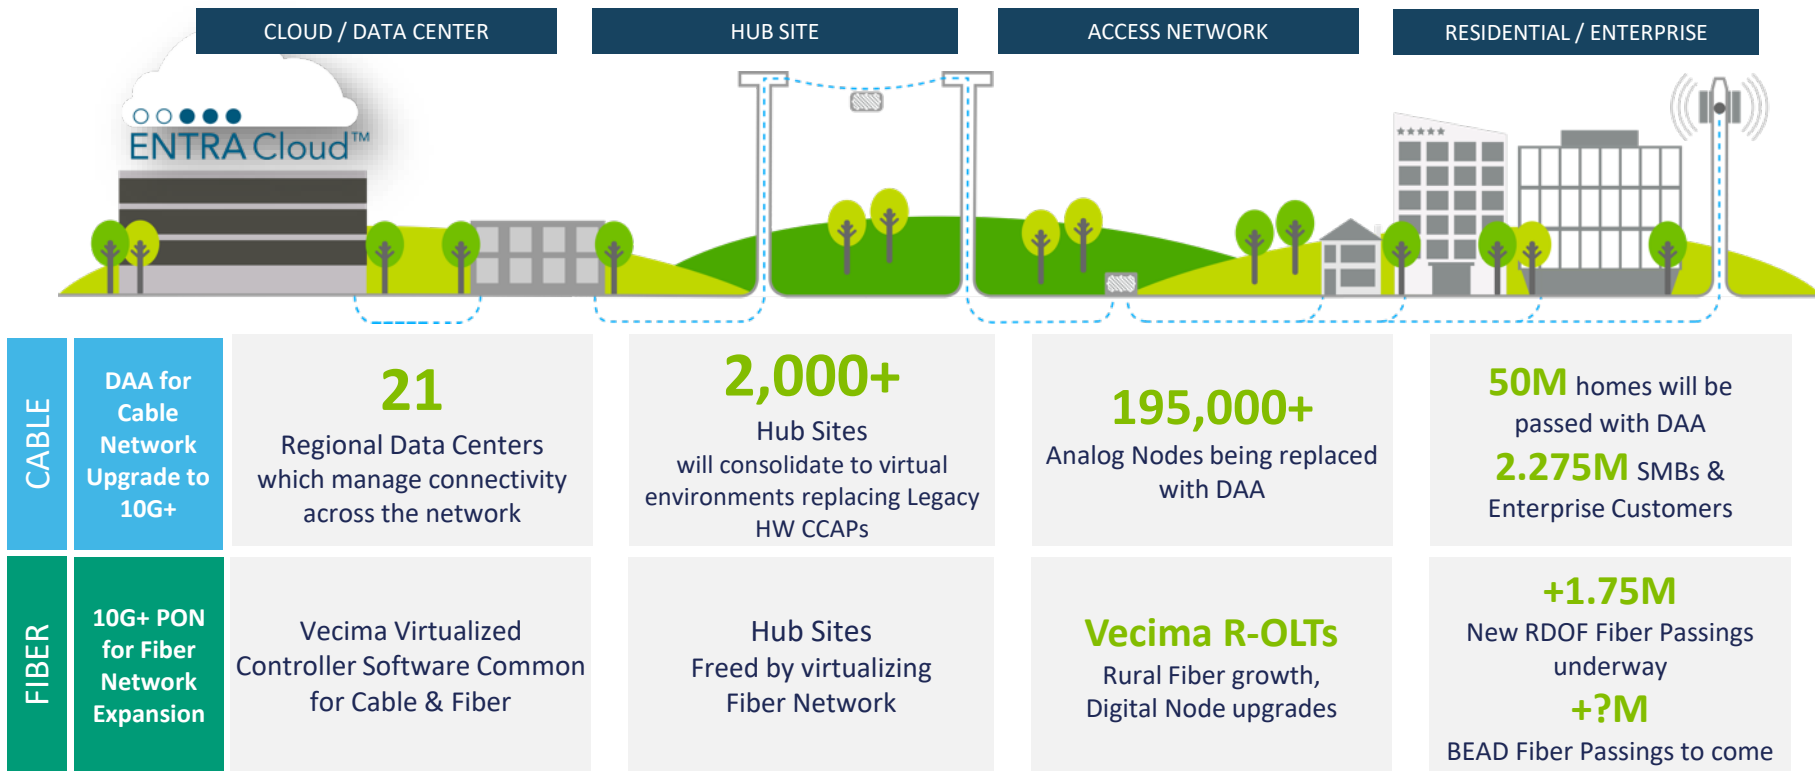 CLOUD / DATA CENTER
HUB SITE
ACCESS NETWORK
RESIDENTIAL / ENTERPRISE
ENTRA Cloud™
★★★★★
CABLE
DAA for
Cable
Network
Upgrade to
10G+
21
Regional Data Centers
which manage connectivity
across the network
2,000+
Hub Sites
will consolidate to virtual
environments replacing Legacy
HW CCAPs
195,000+
Analog Nodes being replaced
with DAA
50M homes will be
passed with DAA
2.275M SMBs &
Enterprise Customers
FIBER
10G+ PON
for Fiber
Network
Expansion
Vecima Virtualized
Controller Software Common
for Cable & Fiber
Hub Sites
Freed by virtualizing
Fiber Network
Vecima R-OLTs
Rural Fiber growth,
Digital Node upgrades
+1.75M
New RDOF Fiber Passings
underway
+?M
BEAD Fiber Passings to come